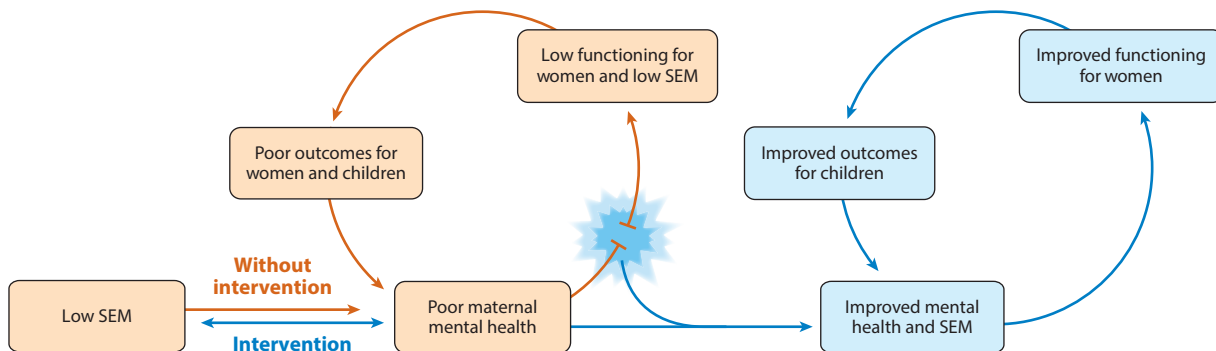 Low functioning for
women and low SEM
Improved functioning
for women
Poor outcomes for
women and children
Improved outcomes
for children
Without
intervention
Low SEM
Poor maternal
mental health
Improved mental
health and SEM
Intervention